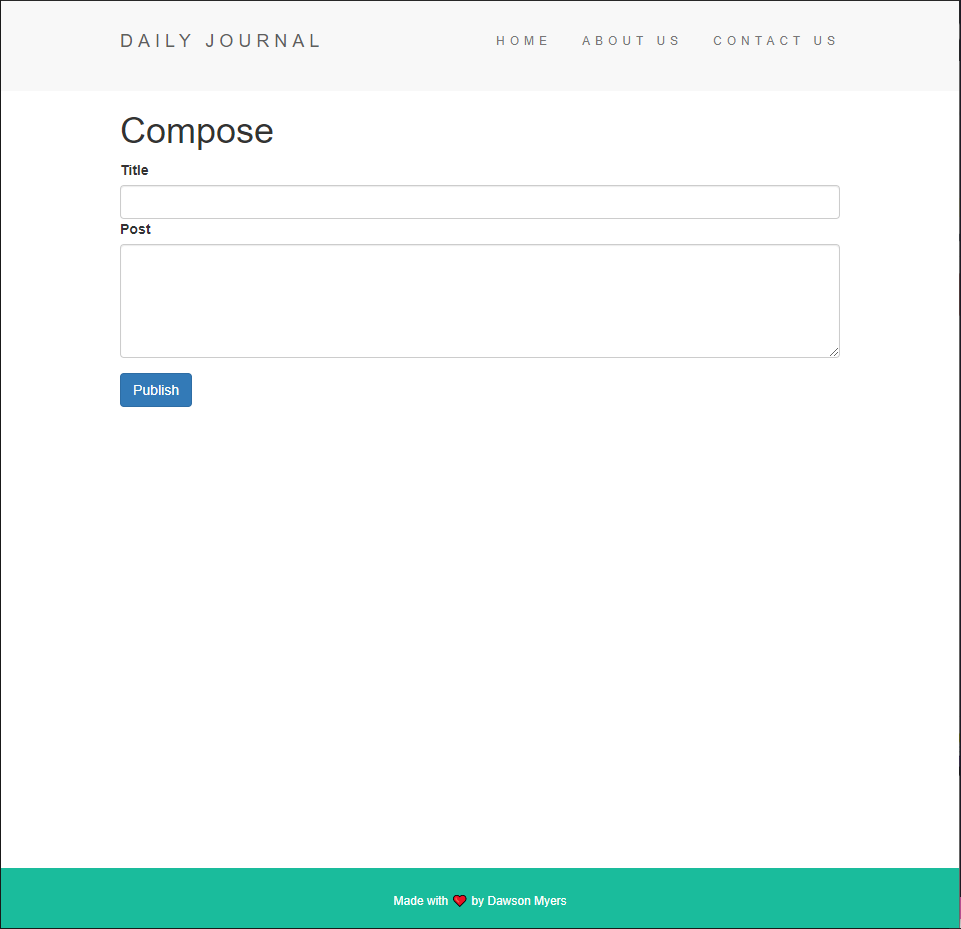 DAILY JOURNAL HOME ABOUT US CONTACT US
Compose
Title
Post
Publish
Made with ❤ by Dawson Myers